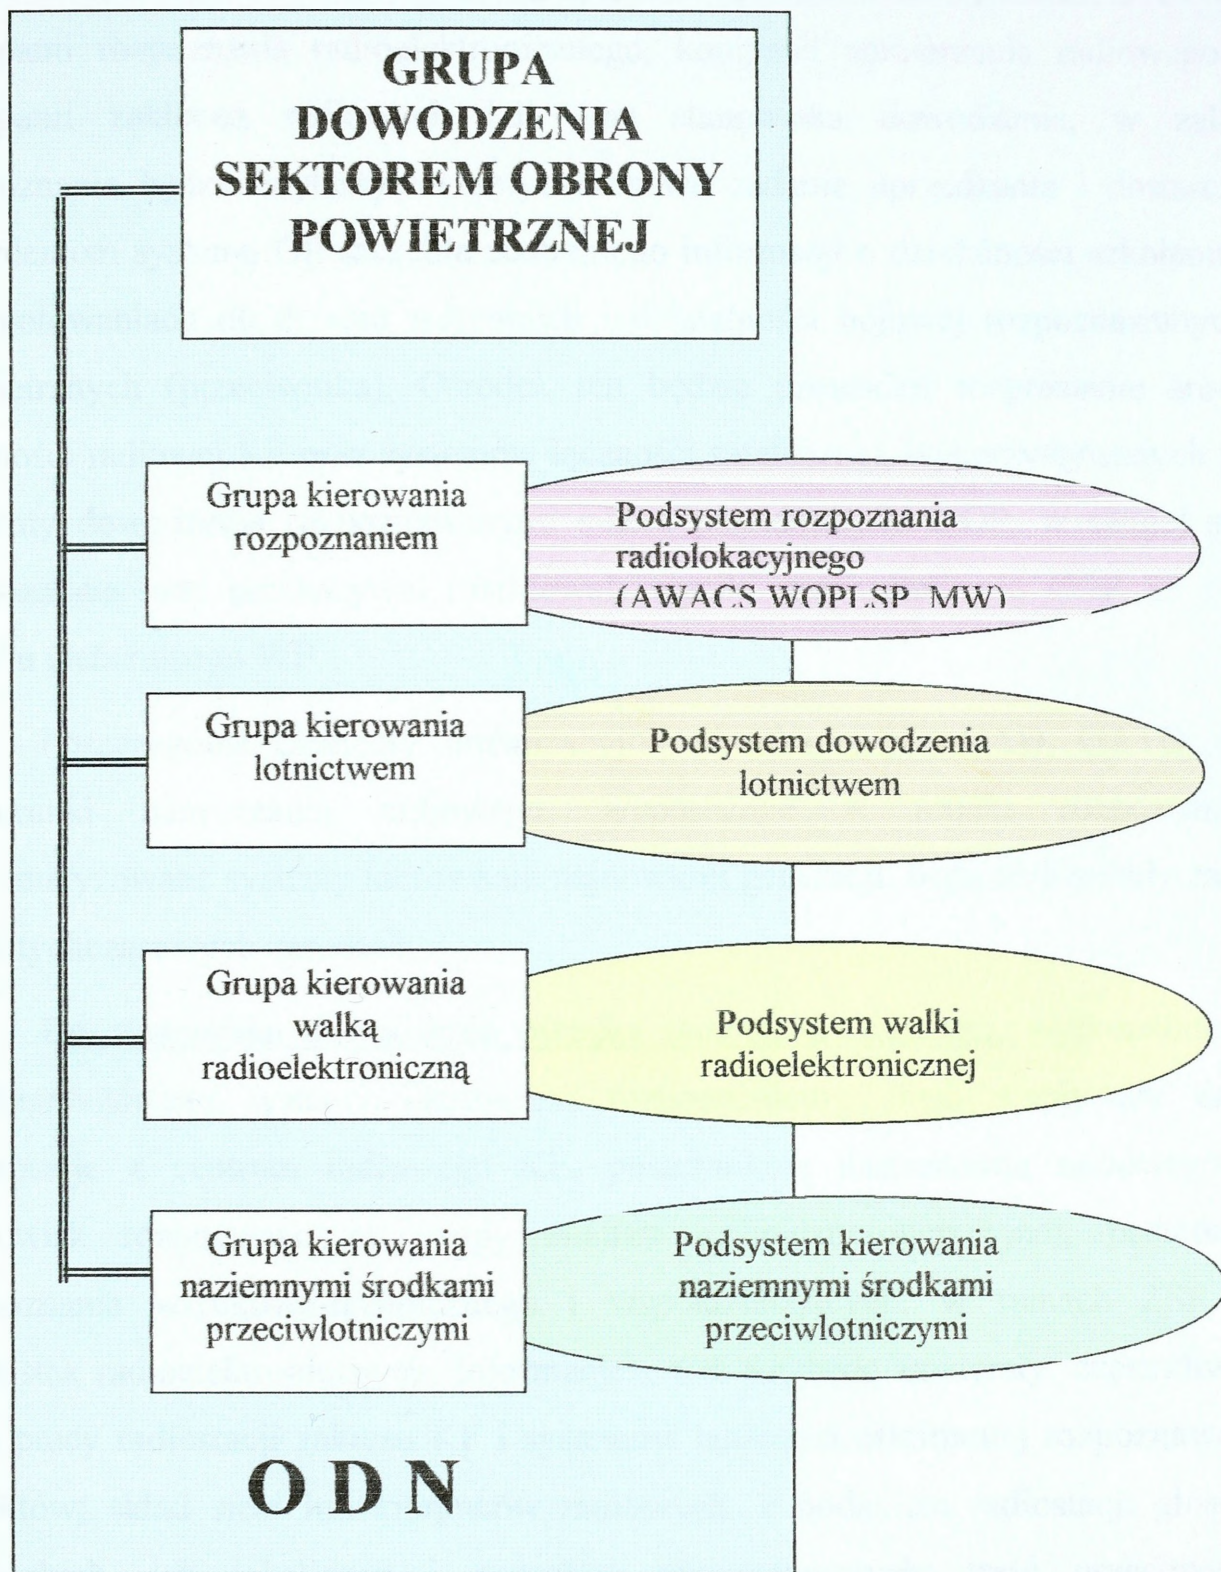 GRUPA
DOWODZENIA
SEKTOREM OBRONY
POWIETRZNEJ
Grupa kierowania
rozpoznaniem
Podsystem rozpoznania
radiolokacyjnego
(AWACS WOPLSP MW)
Grupa kierowania
lotnictwem
Podsystem dowodzenia
lotnictwem
Grupa kierowania
walką
radioelektroniczną
Podsystem walki
radioelektronicznej
Grupa kierowania
naziemnymi środkami
przeciwlotniczymi
Podsystem kierowania
naziemnymi środkami
przeciwlotniczymi
O D N